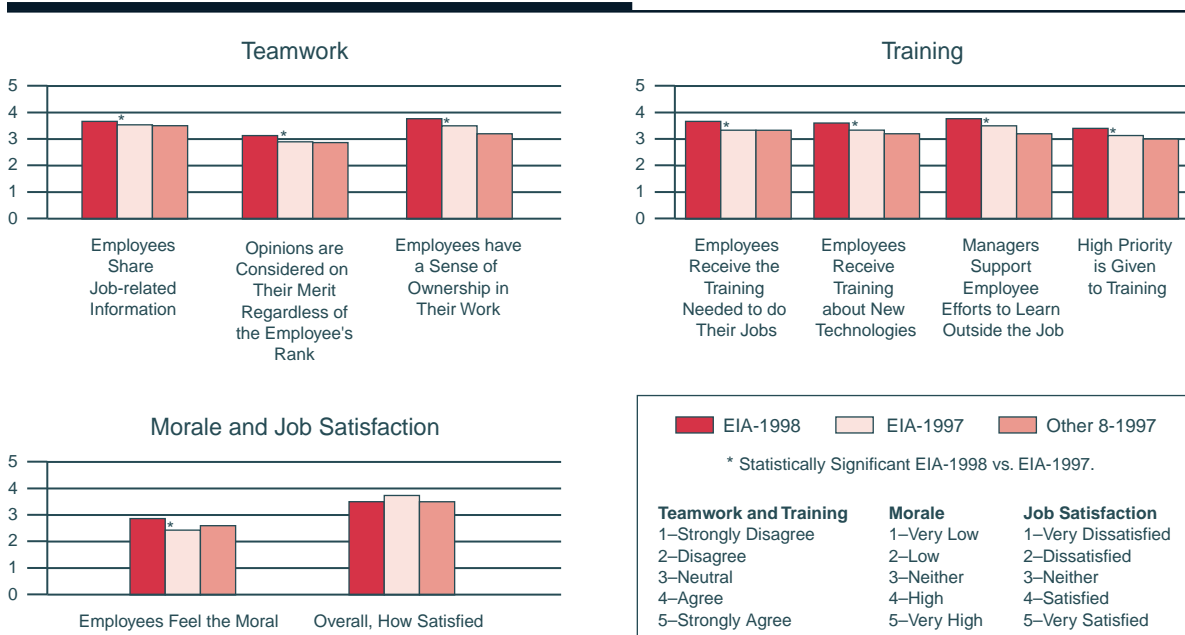 Teamwork
5
4
3
2
1
0
*
*
*
Employees
Share
Job-related
Information
Opinions are
Considered on
Their Merit
Regardless of
the Employee's
Rank
Employees have
a Sense of
Ownership in
Their Work
Training
5
4
3
2
1
0
*
*
*
*
Employees
Receive the
Training
Needed to do
Their Jobs
Employees
Receive
Training
about New
Technologies
Managers
Support
Employee
Efforts to Learn
Outside the Job
High Priority
is Given
to Training
Morale and Job Satisfaction
5
4
3
2
1
0
*
Employees Feel the Moral
Overall, How Satisfied
EIA-1998
EIA-1997
Other 8-1997
* Statistically Significant EIA-1998 vs. EIA-1997.
Teamwork and Training
1–Strongly Disagree
2–Disagree
3–Neutral
4–Agree
5–Strongly Agree
Morale
1–Very Low
2–Low
3–Neither
4–High
5–Very High
Job Satisfaction
1–Very Dissatisfied
2–Dissatisfied
3–Neither
4–Satisfied
5–Very Satisfied